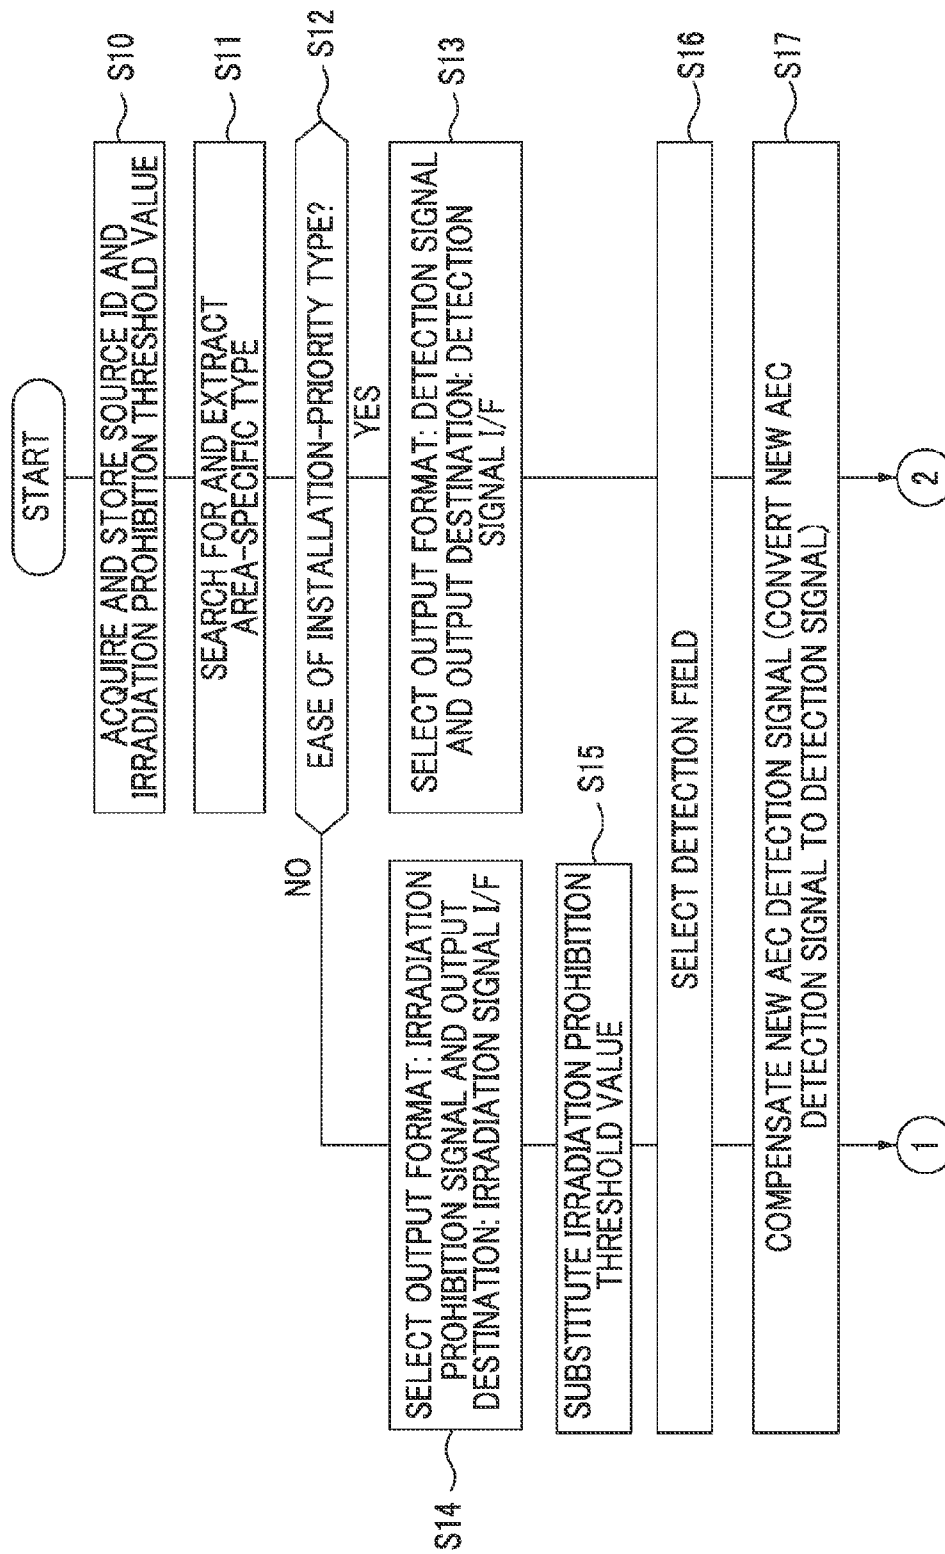 START
ACQUIRE AND STORE SOURCE ID AND
IRRADIATION PROHIBITION THRESHOLD VALUE
S10
SEARCH FOR AND EXTRACT
AREA-SPECIFIC TYPE
S11
EASE OF INSTALLATION-PRIORITY TYPE?
S12
NO
YES
SELECT OUTPUT FORMAT: DETECTION SIGNAL
AND OUTPUT DESTINATION: DETECTION
SIGNAL I/F
S13
SELECT OUTPUT FORMAT: IRRADIATION
PROHIBITION SIGNAL AND OUTPUT
DESTINATION: IRRADIATION SIGNAL I/F
S14
SUBSTITUTE IRRADIATION PROHIBITION
THRESHOLD VALUE
S15
SELECT DETECTION FIELD
S16
COMPENSATE NEW AEC DETECTION SIGNAL (CONVERT NEW AEC
DETECTION SIGNAL TO DETECTION SIGNAL)
S17
1
2